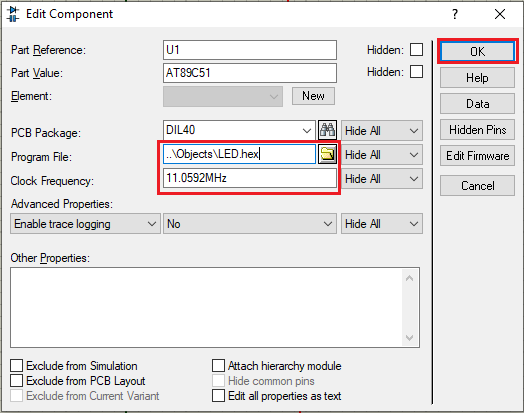 Edit Component ? ×
Part Reference: U1 Hidden: OK
Part Value: AT89C51 Hidden: Help
Element: New Data
PCB Package: DIL40 Hide All Hidden Pins
Program File: ..\Objects\LED.hex Hide All Edit Firmware
Clock Frequency: 11.0592MHz Hide All Cancel
Advanced Properties:
Enable trace logging No Hide All
Other Properties:
Exclude from Simulation Attach hierarchy module
Exclude from PCB Layout Hide common pins
Exclude from Current Variant Edit all properties as text